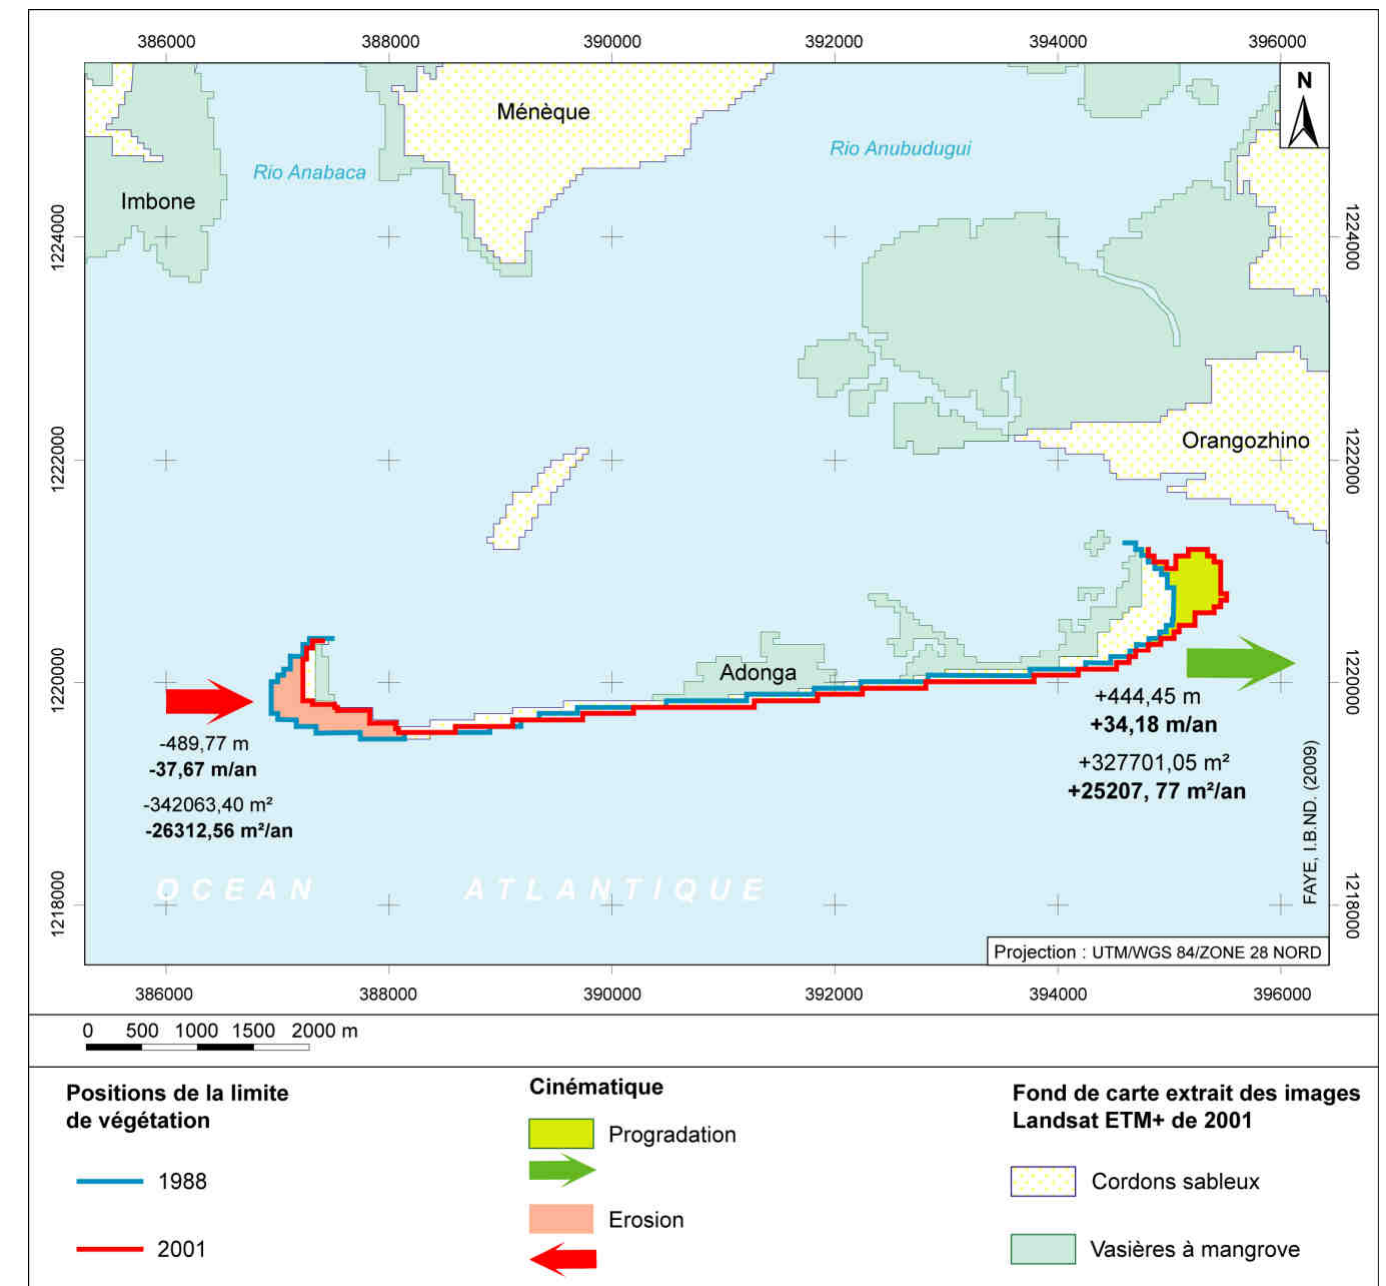 386000 388000 390000 392000 394000 396000
N
Ménèque
Rio Anubudugui
Rio Anabaca
Imbone
1224000
1224000
Orangozhino
1222000
1222000
Adonga
1220000
1220000
+444,45 m
+34,18 m/an
+327701,05 m²
+25207, 77 m²/an
-489,77 m
-37,67 m/an
-342063,40 m²
-26312,56 m²/an
FAYE, I.B.ND. (2009)
OCEAN ATLANTIQUE
1218000
1218000
Projection : UTM/WGS 84/ZONE 28 NORD
386000 388000 390000 392000 394000 396000
0 500 1000 1500 2000 m
Positions de la limite
de végétation
1988
2001
Cinématique
Progradation
Erosion
Fond de carte extrait des images
Landsat ETM+ de 2001
Cordons sableux
Vasières à mangrove